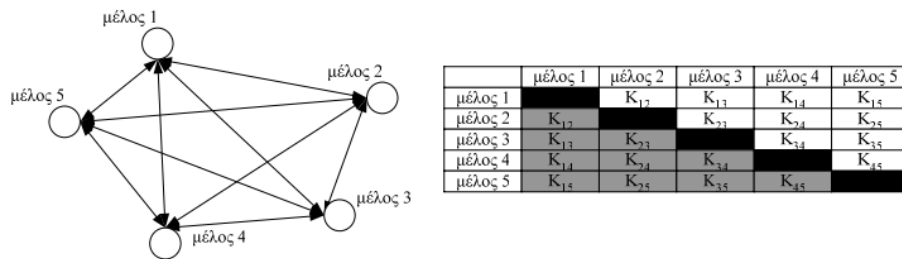 μέλος 1
μέλος 2
μέλος 5
μέλος 3
μέλος 4
μέλος 1 μέλος 2 μέλος 3 μέλος 4 μέλος 5
μέλος 1 K12 K13 K14 K15
μέλος 2 K12 K23 K24 K25
μέλος 3 K13 K23 K34 K35
μέλος 4 K14 K24 K34 K45
μέλος 5 K15 K25 K35 K45